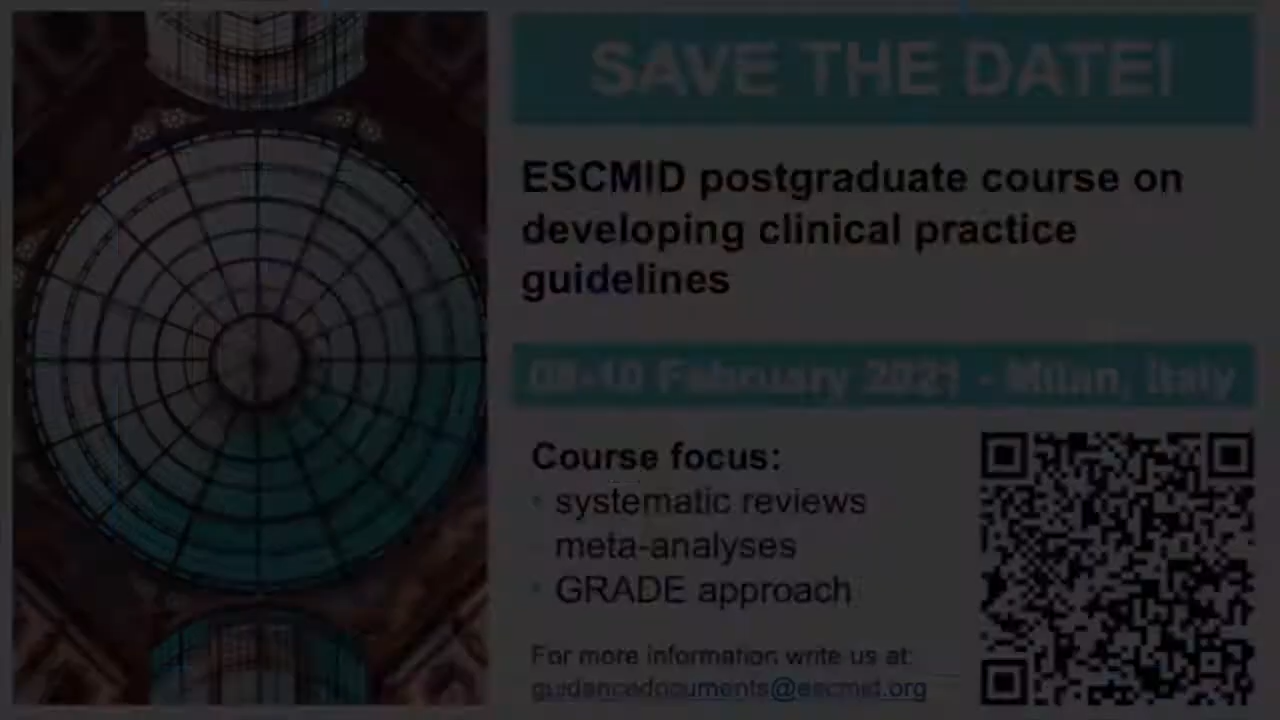 SAVE THE DATE!
ESCMID postgraduate course on
developing clinical practice
guidelines
08-10 February 2021 - Milan, Italy
Course focus:
systematic reviews
meta-analyses
GRADE approach
For more information write us at:
guidancedocuments@escmid.org